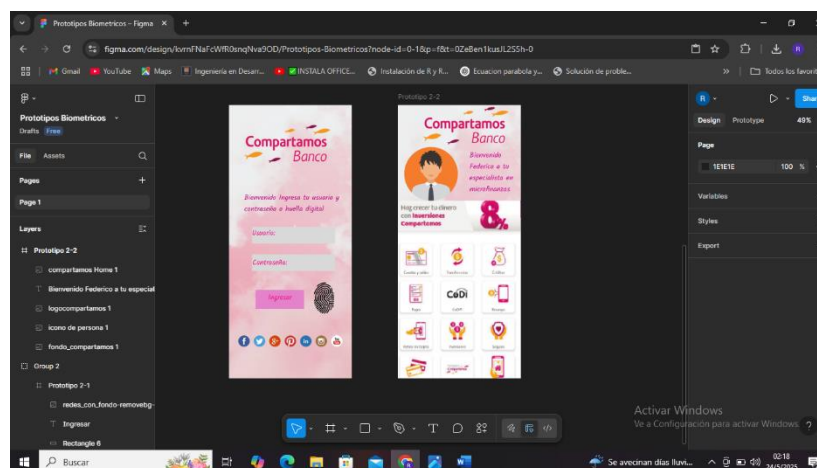 Prototipos Biometricos – Figma
figma.com/design/kvrnFNaFcWfR0snqNva9OD/Prototipos-Biometricos?node-id=0-1&p=f&t=0ZeBen1kusJL2S5h-0
Gmail
YouTube
Maps
Ingeniería en Desarr...
INSTALA OFFICE...
Instalación de R y R...
Ecuacion parabola y...
Solución de proble...
Todos los favorit
Prototipos Biometricos
Drafts Free
File Assets
Pages
Page 1
Layers
Prototipo 2-2
compartamos Home 1
Bienvenido Federico a tu especial
logocompartamos 1
icono de persona 1
fondo_compartamos 1
Group 2
Prototipo 2-1
redes_con_fondo-removebg-
Ingresar
Rectangle 6
Compartamos
Banco
Bienvenido Ingresa tu usuario y
contraseña o huella digital
Usuario:
Contraseña:
Ingresar
Prototipo 2-2
Compartamos
Banco
Bienvenido
Federico a tu
especialista en
microfinanzas
Haz crecer tu dinero
con Inversiones
Compartamos
8%
CoDi
R
Shar
Design Prototype 49%
Page
1E1E1E 100 %
Variables
Styles
Export
Activar Windows
Ve a Configuración para activar Windows.
Buscar
Se avecinan días lluvi...
02:18
24/5/2025